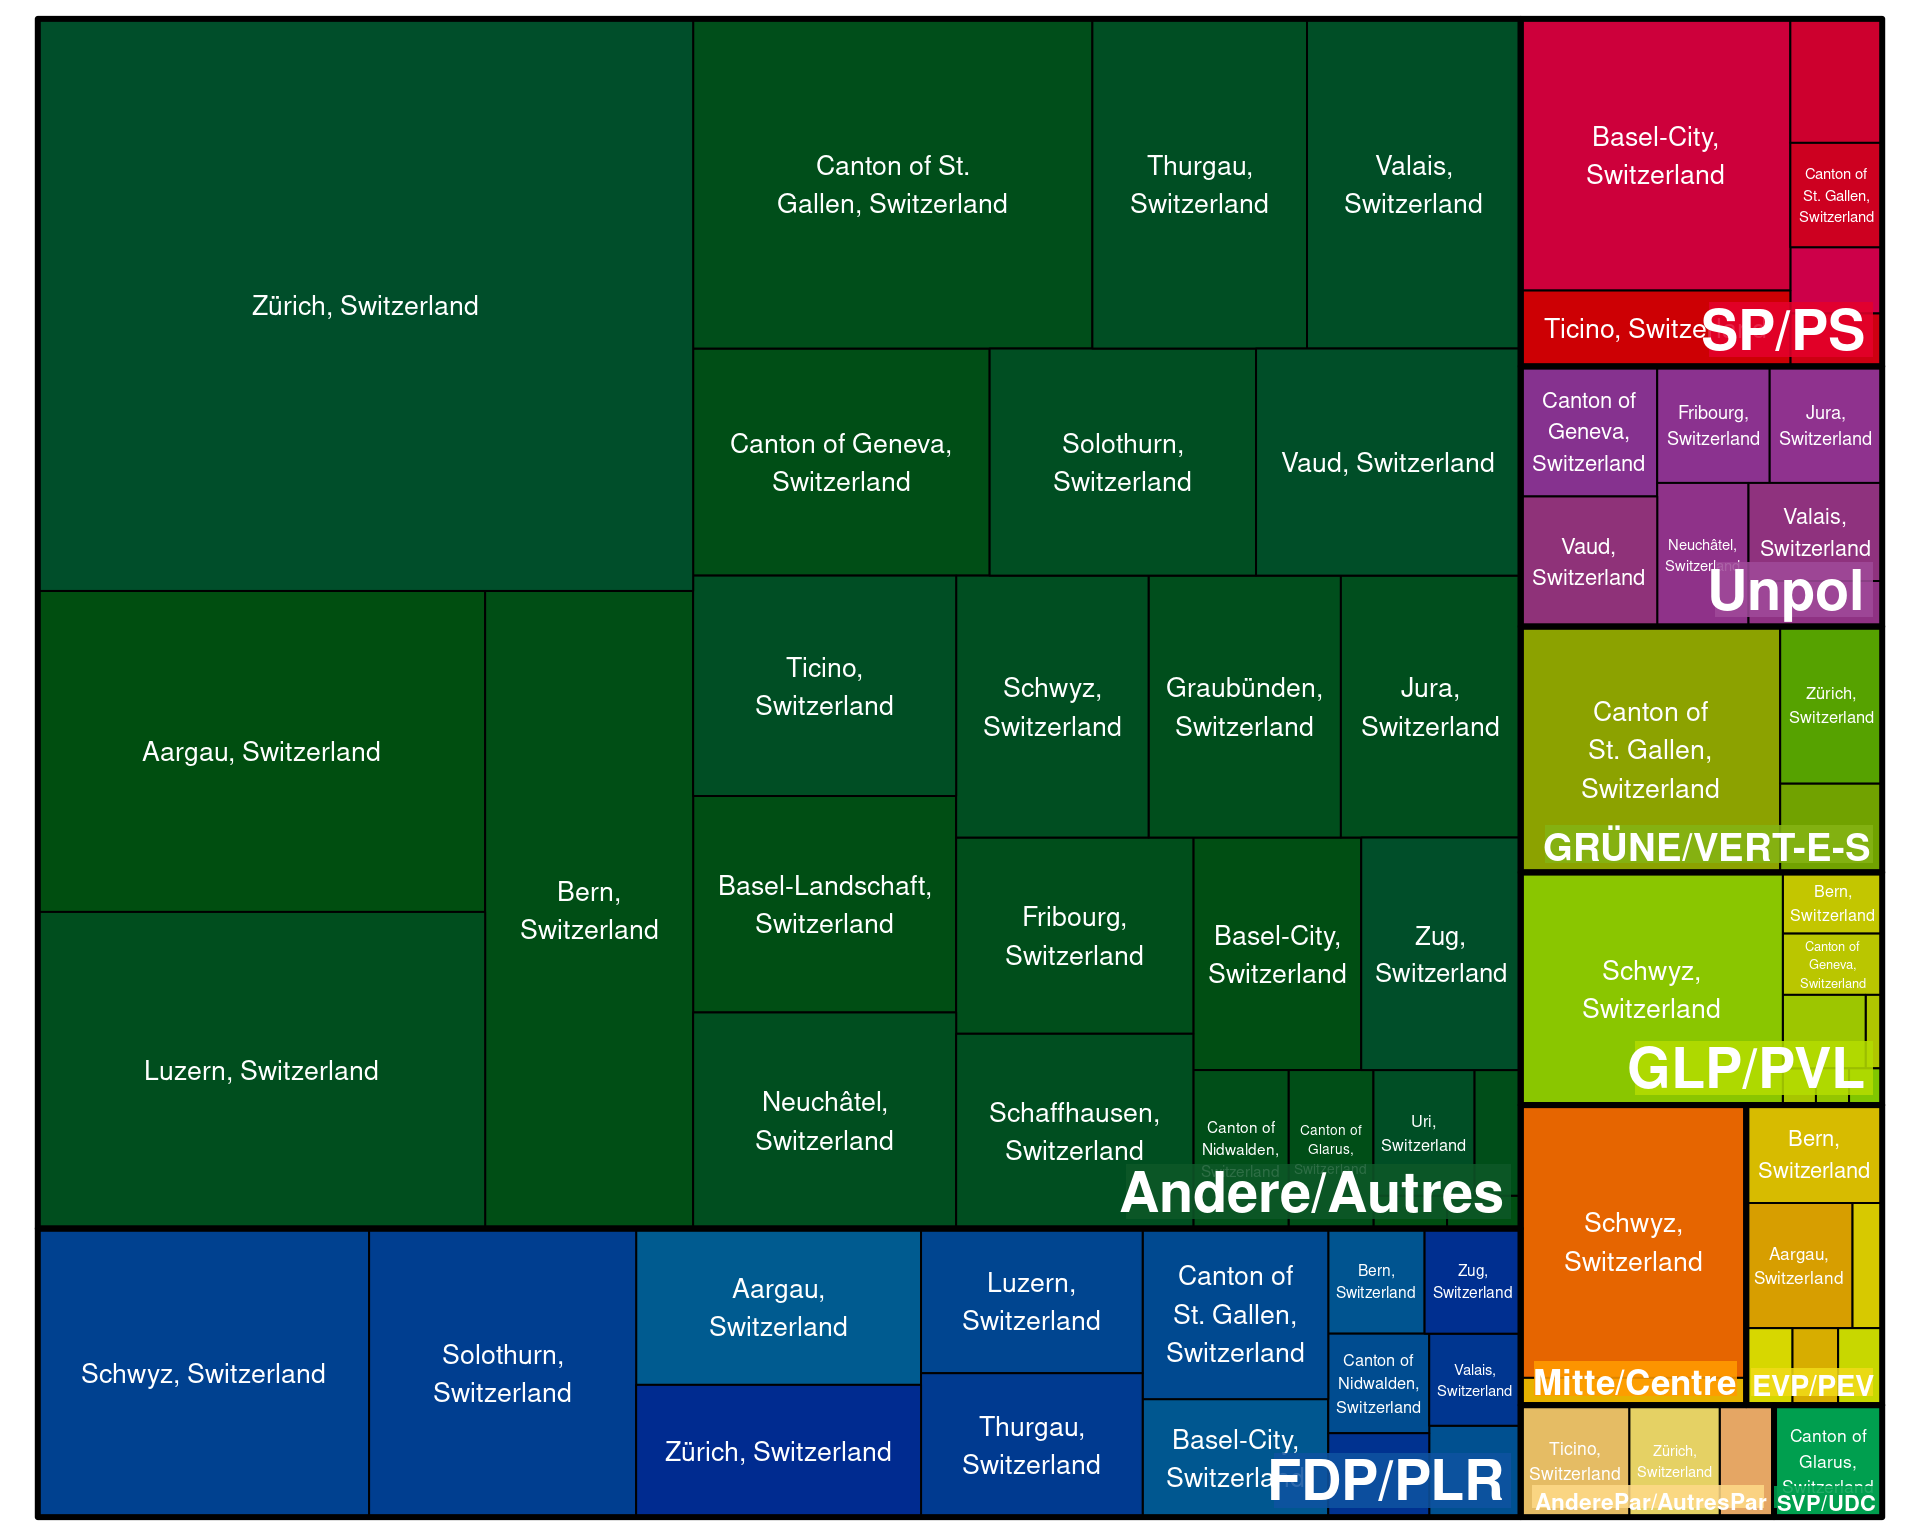 Zürich, Switzerland
Canton of St.
Gallen, Switzerland
Thurgau,
Switzerland
Valais,
Switzerland
Canton of Geneva,
Switzerland
Solothurn,
Switzerland
Vaud, Switzerland
Aargau, Switzerland
Luzern, Switzerland
Bern,
Switzerland
Ticino,
Switzerland
Schwyz,
Switzerland
Graubünden,
Switzerland
Jura,
Switzerland
Basel-Landschaft,
Switzerland
Neuchâtel,
Switzerland
Fribourg,
Switzerland
Schaffhausen,
Switzerland
Basel-City,
Switzerland
Zug,
Switzerland
Canton of
Nidwalden,
Switzerland
Canton of
Glarus,
Switzerland
Uri,
Switzerland
Andere/Autres
Schwyz, Switzerland
Solothurn,
Switzerland
Aargau,
Switzerland
Zürich, Switzerland
Luzern,
Switzerland
Thurgau,
Switzerland
Canton of
St. Gallen,
Switzerland
Basel-City,
Switzerland
Bern,
Switzerland
Zug,
Switzerland
Canton of
Nidwalden,
Switzerland
Valais,
Switzerland
FDP/PLR
Basel-City,
Switzerland
Canton of
St. Gallen,
Switzerland
Ticino, Switzerland
SP/PS
Canton of
Geneva,
Switzerland
Fribourg,
Switzerland
Jura,
Switzerland
Vaud,
Switzerland
Neuchâtel,
Switzerland
Valais,
Switzerland
Unpol
Canton of
St. Gallen,
Switzerland
Zürich,
Switzerland
GRÜNE/VERT-E-S
Schwyz,
Switzerland
Bern,
Switzerland
Canton of
Geneva,
Switzerland
GLP/PVL
Schwyz,
Switzerland
Mitte/Centre
Bern,
Switzerland
Aargau,
Switzerland
EVP/PEV
Ticino,
Switzerland
Zürich,
Switzerland
AnderePar/AutresPar
Canton of
Glarus,
Switzerland
SVP/UDC